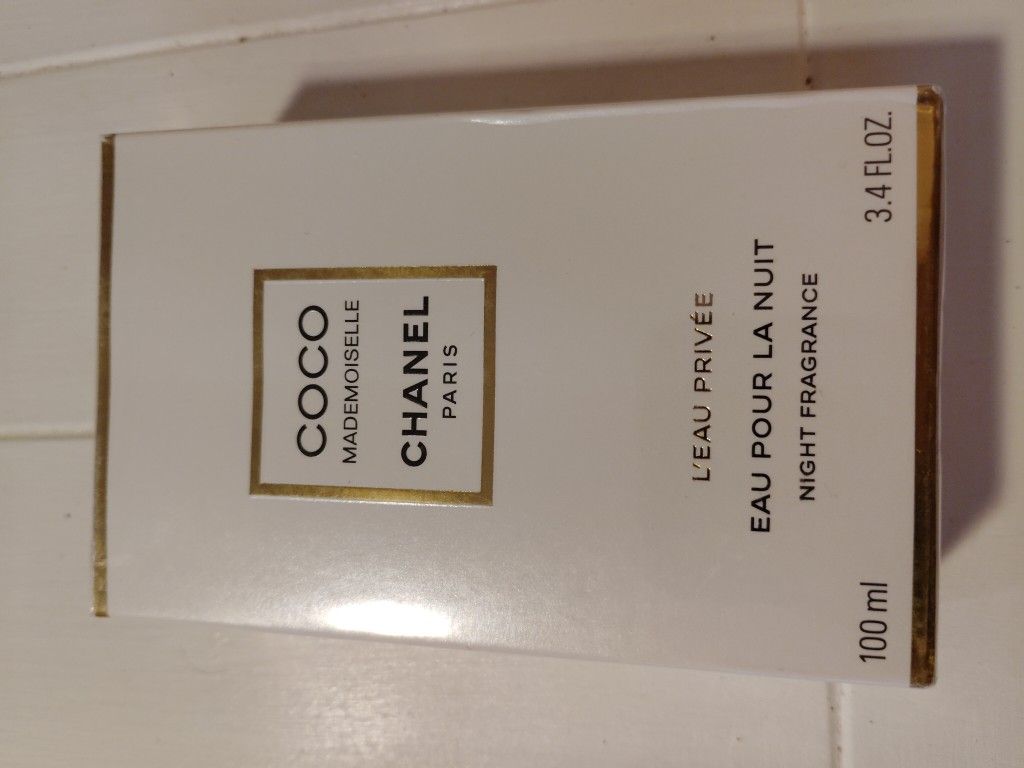 COCO
MADEMOISELLE
CHANEL
PARIS
L'EAU PRIVÉE
EAU POUR LA NUIT
NIGHT FRAGRANCE
100 ml
3.4 FL.OZ.